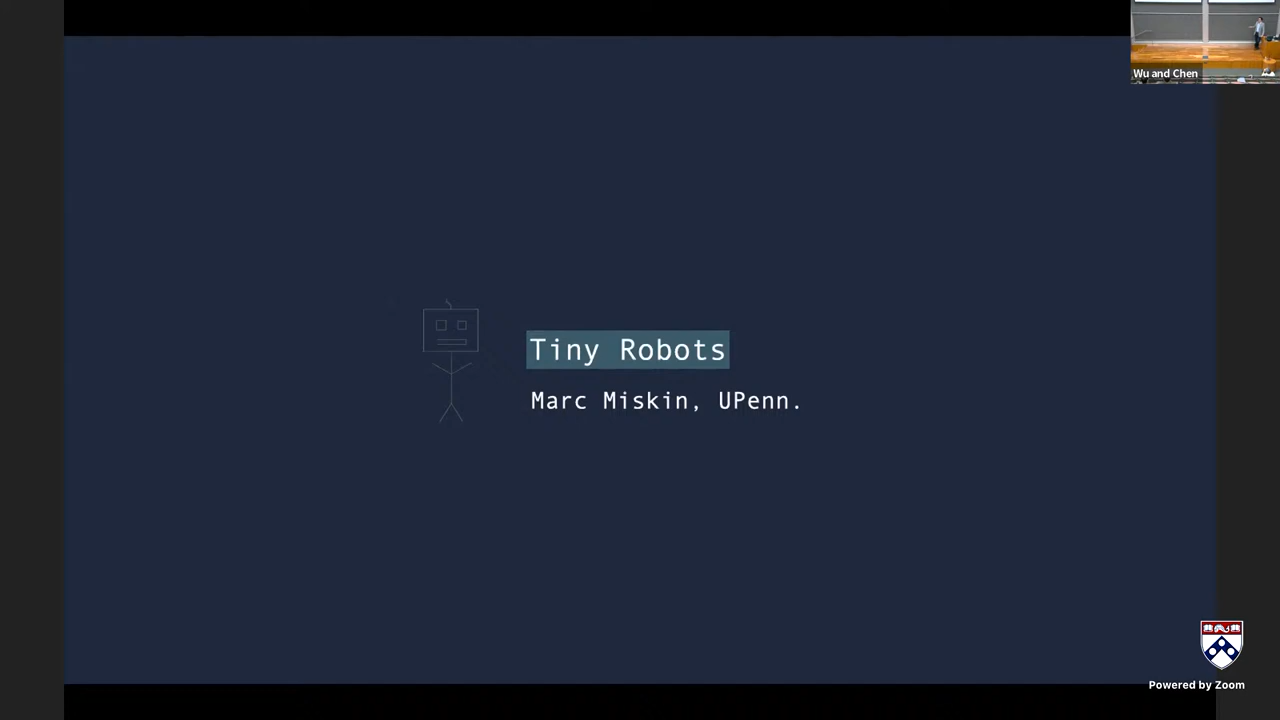 Wu and Chen
Tiny Robots
Marc Miskin, UPenn.
Powered by Zoom